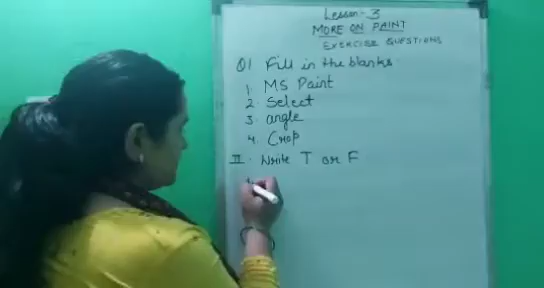 Lesson - 3
MORE ON PAINT
EXERCISE QUESTIONS
Q1 Fill in the blanks.
1. MS Paint
2. Select
3. angle
4. Crop
II. Write T or F